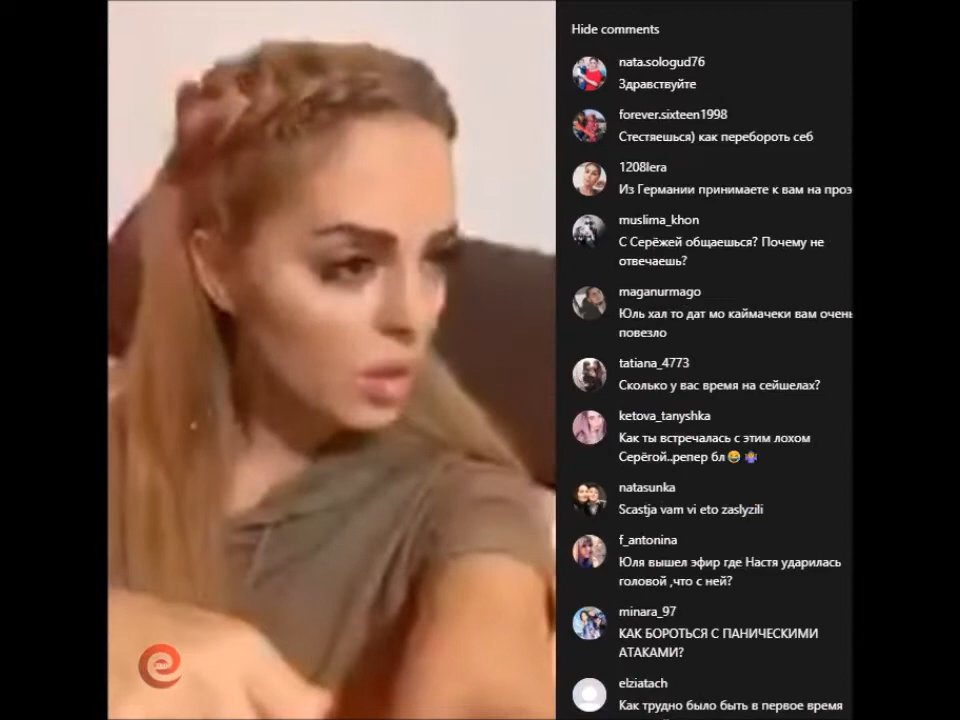 Hide comments
nata.sologud76
Здравствуйте
forever.sixteen1998
Стестяешься) как перебороть себ
1208lera
Из Германии принимаете к вам на проэ
muslima_khon
С Серёжей общаешься? Почему не
отвечаешь?
maganurmago
Юль хал то дат мо каймачеки вам очень
повезло
tatiana_4773
Сколько у вас время на сейшелах?
ketova_tanyshka
Как ты встречалась с этим лохом
Серёгой..репер бл😂 🤷‍♀️
natasunka
Scastja vam vi eto zaslyzili
f_antonina
Юля вышел эфир где Настя ударилась
головой ,что с ней?
minara_97
КАК БОРОТЬСЯ С ПАНИЧЕСКИМИ
АТАКАМИ?
elziatach
Как трудно было быть в первое время